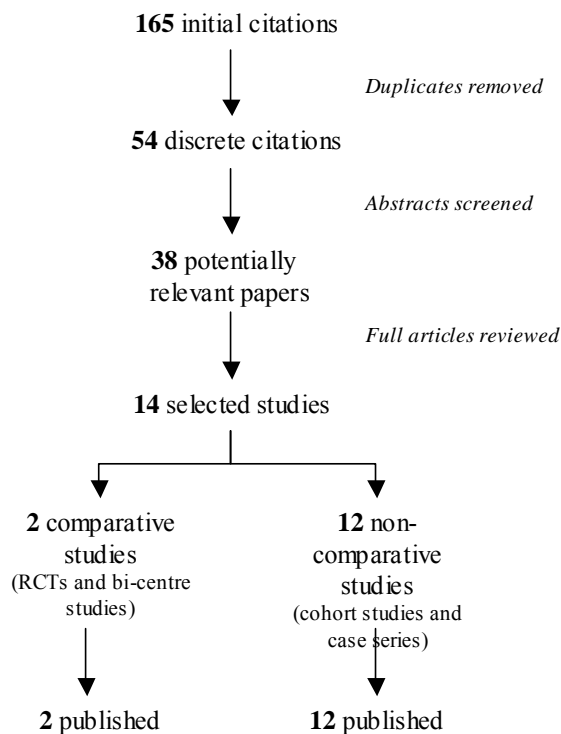 165 initial citations
Duplicates removed
54 discrete citations
Abstracts screened
38 potentially
relevant papers
Full articles reviewed
14 selected studies
2 comparative
studies
(RCTs and bi-centre
studies)
12 non-
comparative
studies
(cohort studies and
case series)
2 published
12 published